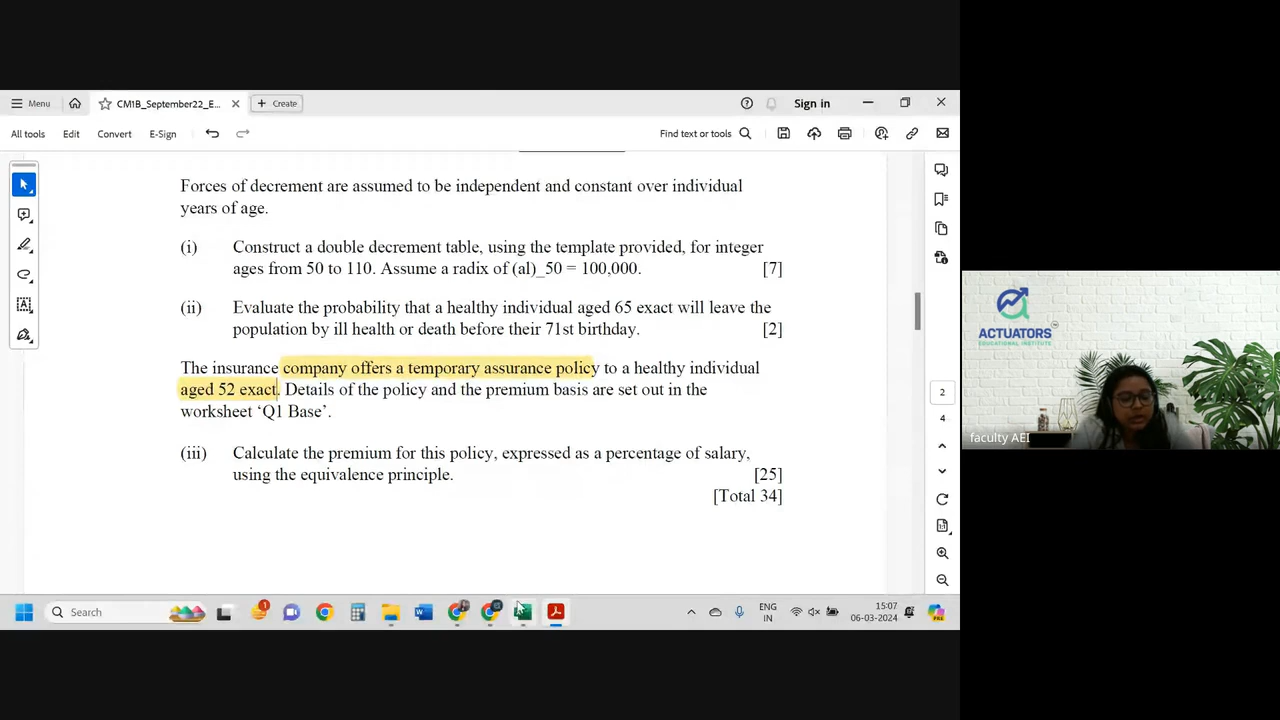 Menu
CM1B_September22_E...
Create
Sign in
All tools
Edit
Convert
E-Sign
Find text or tools
Forces of decrement are assumed to be independent and constant over individual
years of age.
(i) Construct a double decrement table, using the template provided, for integer
ages from 50 to 110. Assume a radix of (al)_50 = 100,000. [7]
(ii) Evaluate the probability that a healthy individual aged 65 exact will leave the
population by ill health or death before their 71st birthday. [2]
The insurance company offers a temporary assurance policy to a healthy individual
aged 52 exact. Details of the policy and the premium basis are set out in the
worksheet ‘Q1 Base’.
(iii) Calculate the premium for this policy, expressed as a percentage of salary,
using the equivalence principle. [25]
[Total 34]
2
4
ACTUATORS
EDUCATIONAL INSTITUTE
faculty AEI
Search
1
ENG
IN
15:07
06-03-2024